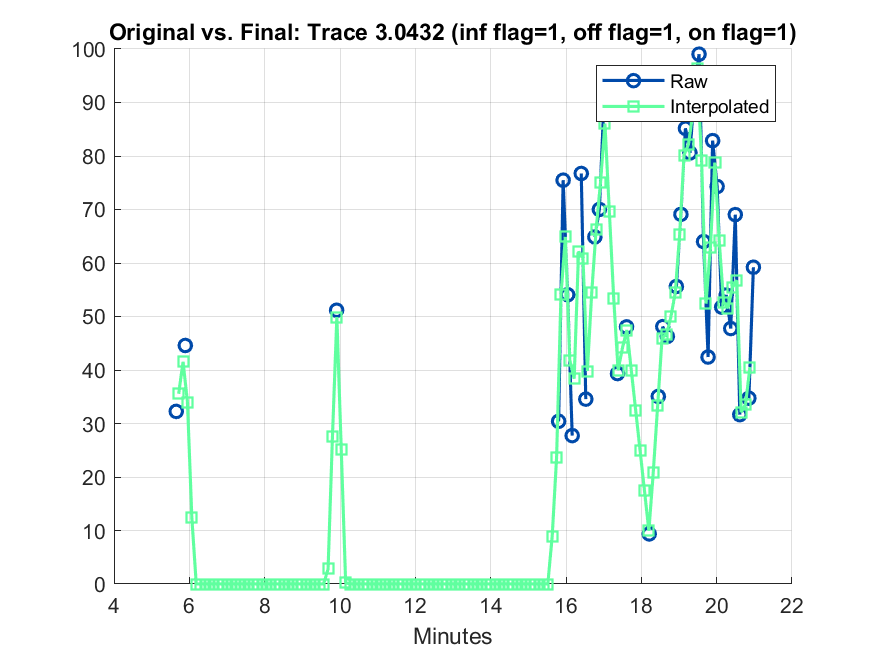 Original vs. Final: Trace 3.0432 (inf flag=1, off flag=1, on flag=1)
100
90
80
70
60
50
40
30
20
10
0
Raw
Interpolated
4 6 8 10 12 14 16 18 20 22
Minutes